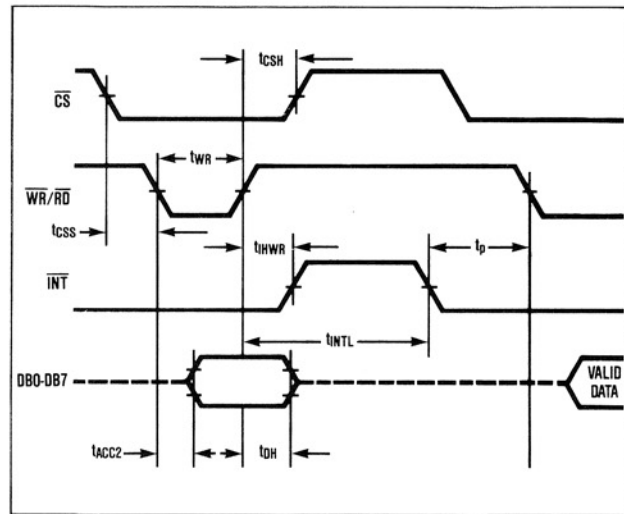 tCSH
CS
tWR
WR/RD
tCSS
tIHWR
tp
INT
tINTL
DB0-DB7
VALID
DATA
tACC2
tDH